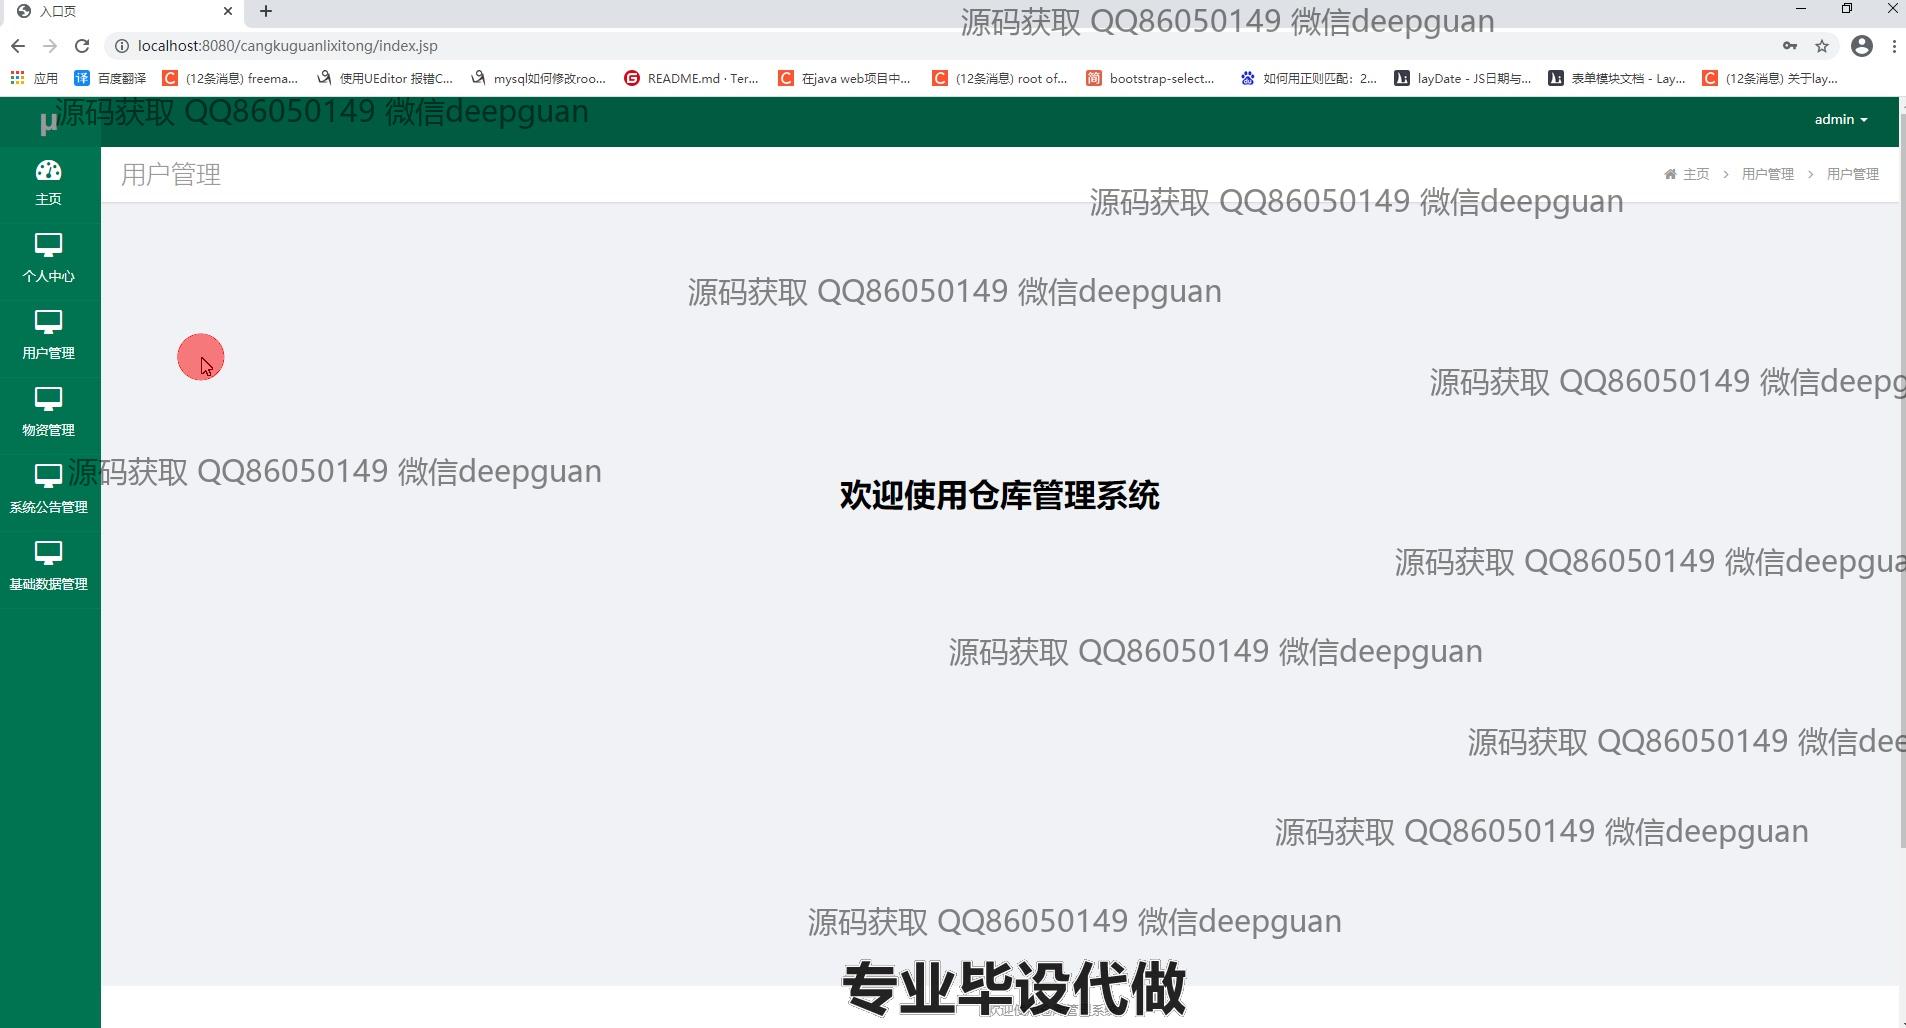 入口页
源码获取 QQ86050149 微信deepguan
localhost:8080/cangkuguanlixitong/index.jsp
应用 百度翻译 (12条消息) freema... 使用UEditor 报错C... mysql如何修改roo... README.md · Ter... 在java web项目中... (12条消息) root of... bootstrap-select... 如何用正则匹配：2... layDate - JS日期与... 表单模块文档 - Lay... (12条消息) 关于lay...
源码获取 QQ86050149 微信deepguan
μ
admin
用户管理
主页 > 用户管理 > 用户管理
主页
源码获取 QQ86050149 微信deepguan
个人中心
源码获取 QQ86050149 微信deepguan
用户管理
源码获取 QQ86050149 微信deepg
物资管理
源码获取 QQ86050149 微信deepguan
欢迎使用仓库管理系统
系统公告管理
源码获取 QQ86050149 微信deepgua
基础数据管理
源码获取 QQ86050149 微信deepguan
源码获取 QQ86050149 微信dee
源码获取 QQ86050149 微信deepguan
源码获取 QQ86050149 微信deepguan
专业毕设代做